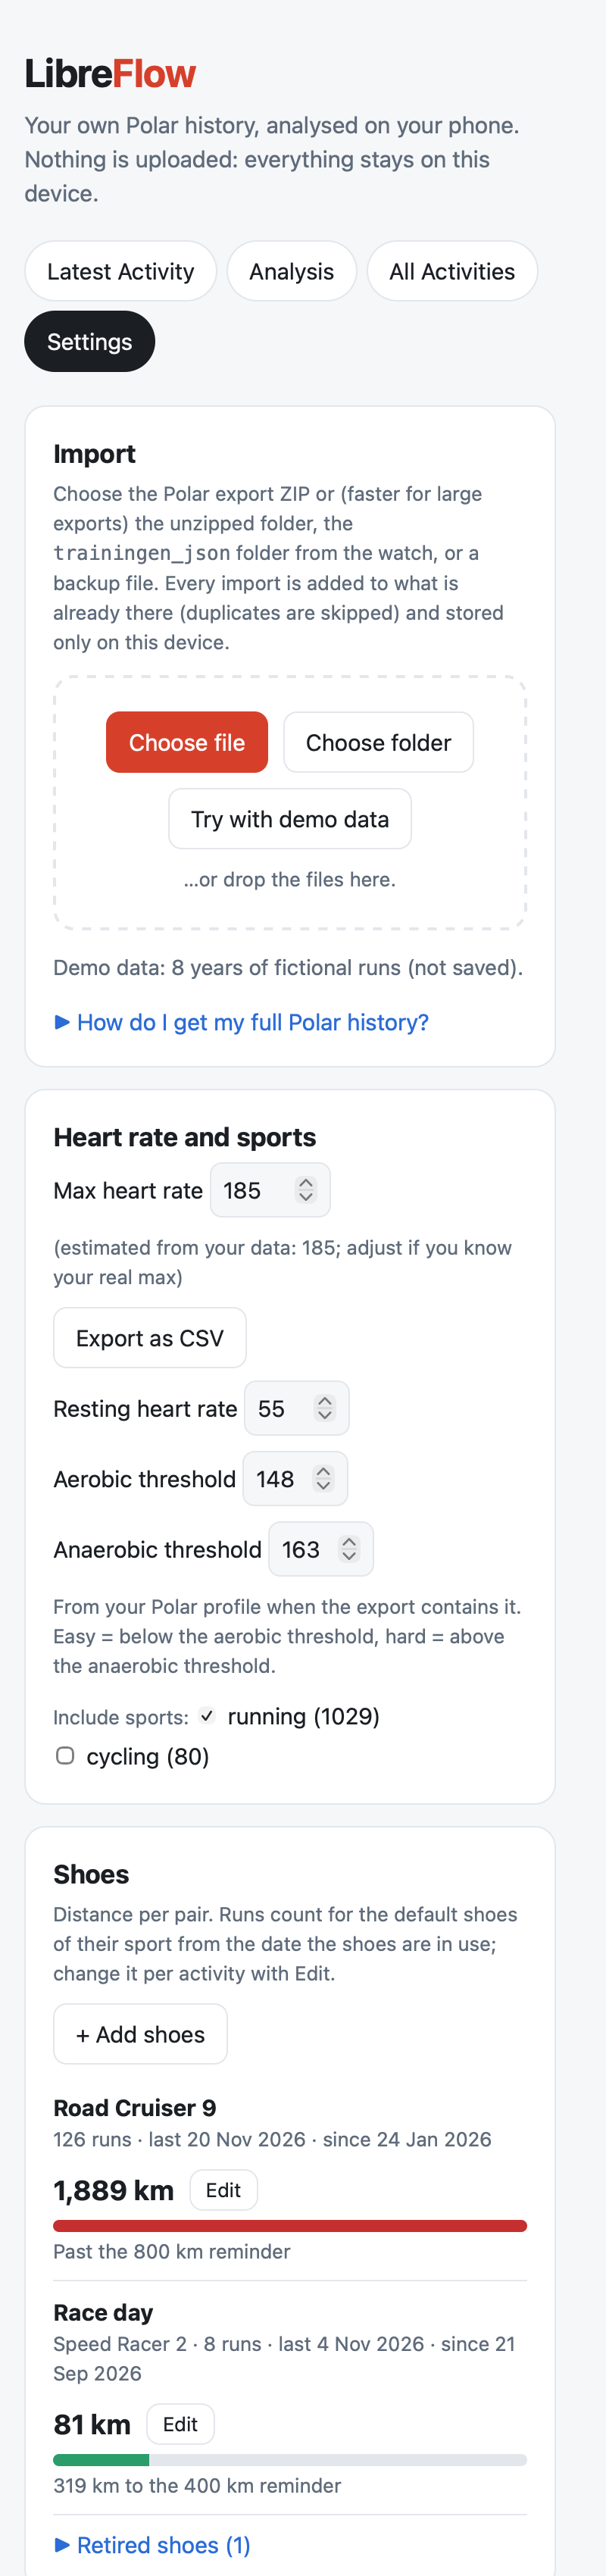 LibreFlow
Your own Polar history, analysed on your phone.
Nothing is uploaded: everything stays on this
device.
Latest Activity
Analysis
All Activities
Settings
Import
Choose the Polar export ZIP or (faster for large
exports) the unzipped folder, the
trainingen_json folder from the watch, or a
backup file. Every import is added to what is
already there (duplicates are skipped) and stored
only on this device.
Choose file
Choose folder
Try with demo data
...or drop the files here.
Demo data: 8 years of fictional runs (not saved).
▶ How do I get my full Polar history?
Heart rate and sports
Max heart rate 185
(estimated from your data: 185; adjust if you know
your real max)
Export as CSV
Resting heart rate 55
Aerobic threshold 148
Anaerobic threshold 163
From your Polar profile when the export contains it.
Easy = below the aerobic threshold, hard = above
the anaerobic threshold.
Include sports: running (1029)
cycling (80)
Shoes
Distance per pair. Runs count for the default shoes
of their sport from the date the shoes are in use;
change it per activity with Edit.
+ Add shoes
Road Cruiser 9
126 runs · last 20 Nov 2026 · since 24 Jan 2026
1,889 km Edit
Past the 800 km reminder
Race day
Speed Racer 2 · 8 runs · last 4 Nov 2026 · since 21
Sep 2026
81 km Edit
319 km to the 400 km reminder
▶ Retired shoes (1)